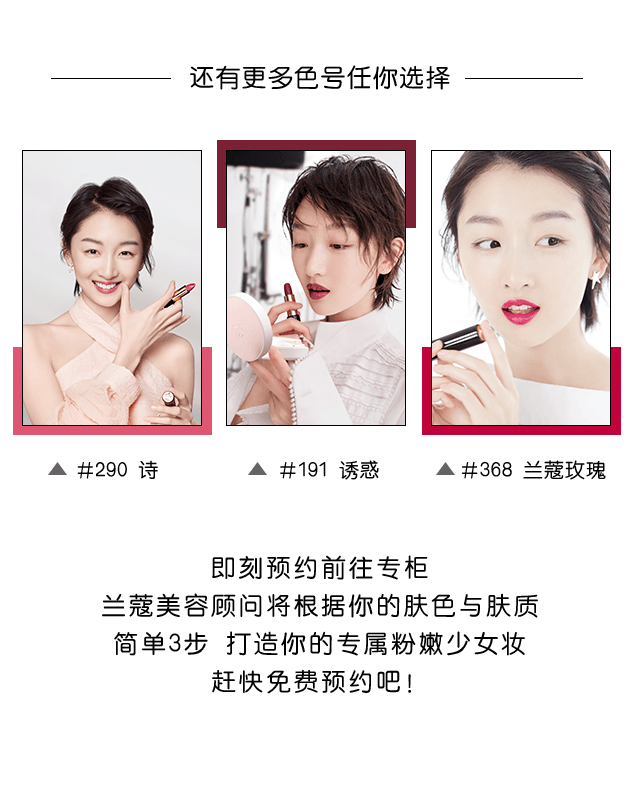 还有更多色号任你选择
#290 诗
#191 诱惑
#368 兰蔻玫瑰
即刻预约前往专柜
兰蔻美容顾问将根据你的肤色与肤质
简单3步 打造你的专属粉嫩少女妆
赶快免费预约吧!